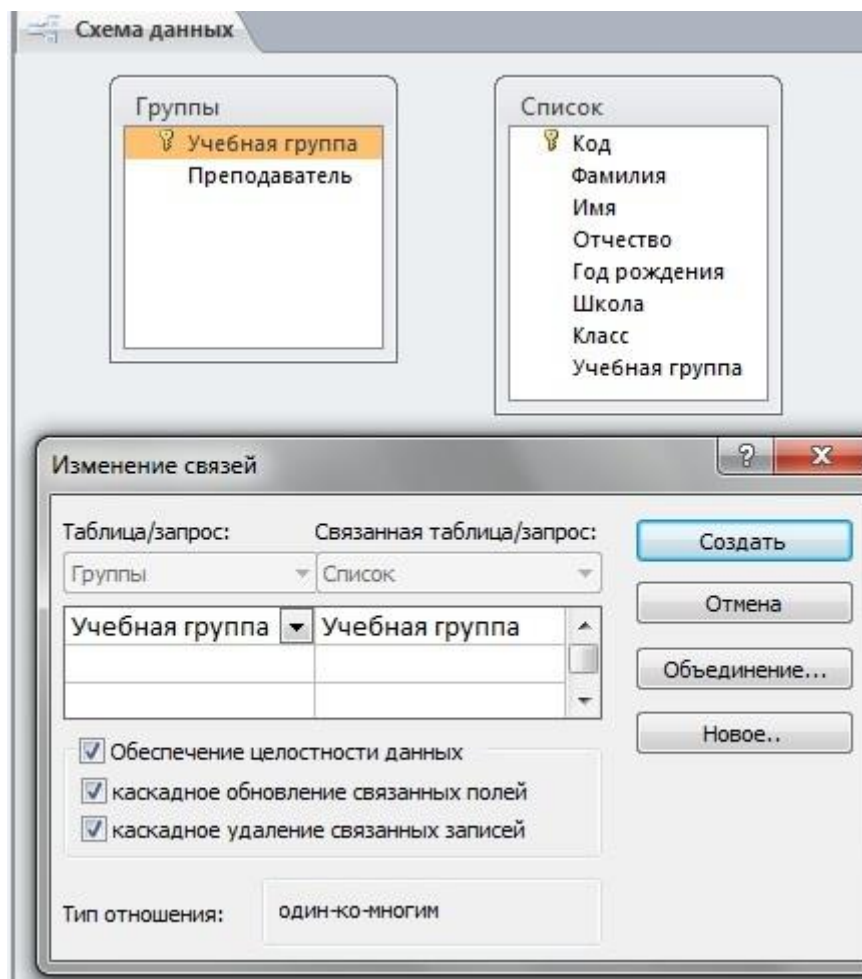 Схема данных
Группы
Учебная группа
Преподаватель
Список
Код
Фамилия
Имя
Отчество
Год рождения
Школа
Класс
Учебная группа
Изменение связей
?
Таблица/запрос: Связанная таблица/запрос:
Группы Список
Учебная группа Учебная группа
Создать
Отмена
Объединение...
Новое..
Обеспечение целостности данных
каскадное обновление связанных полей
каскадное удаление связанных записей
Тип отношения: один-ко-многим